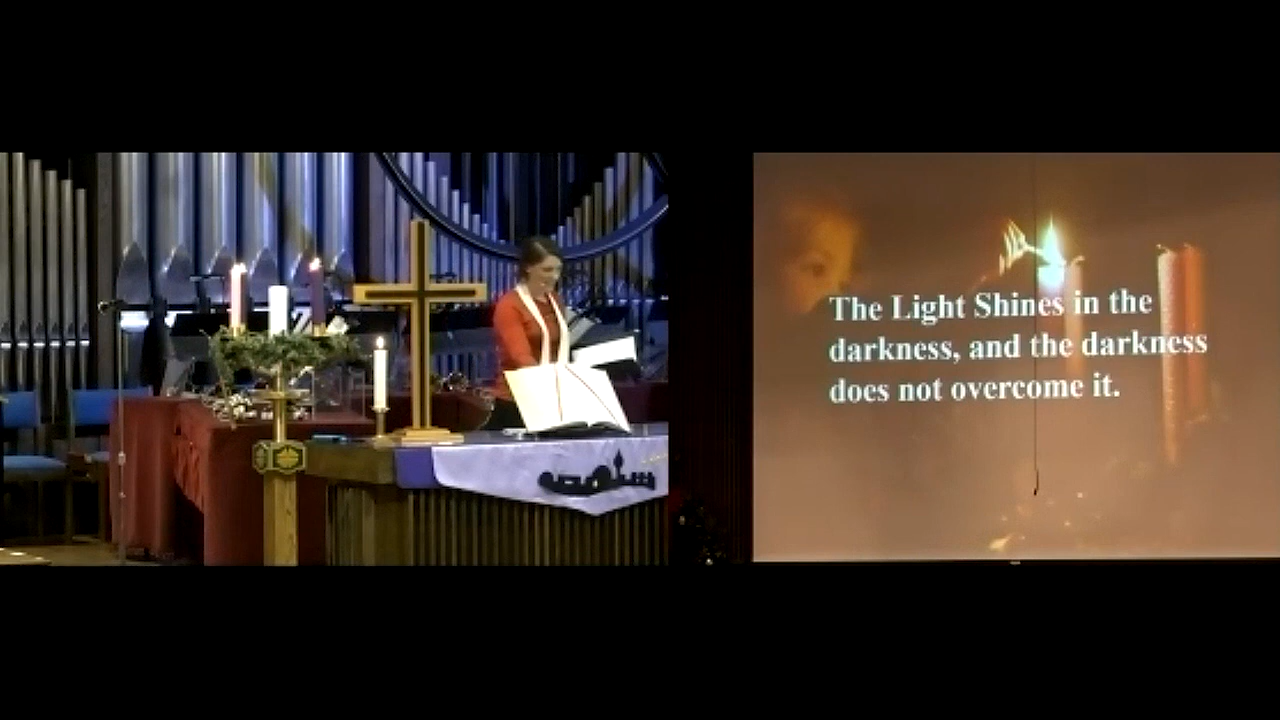 The Light Shines in the
darkness, and the darkness
does not overcome it.